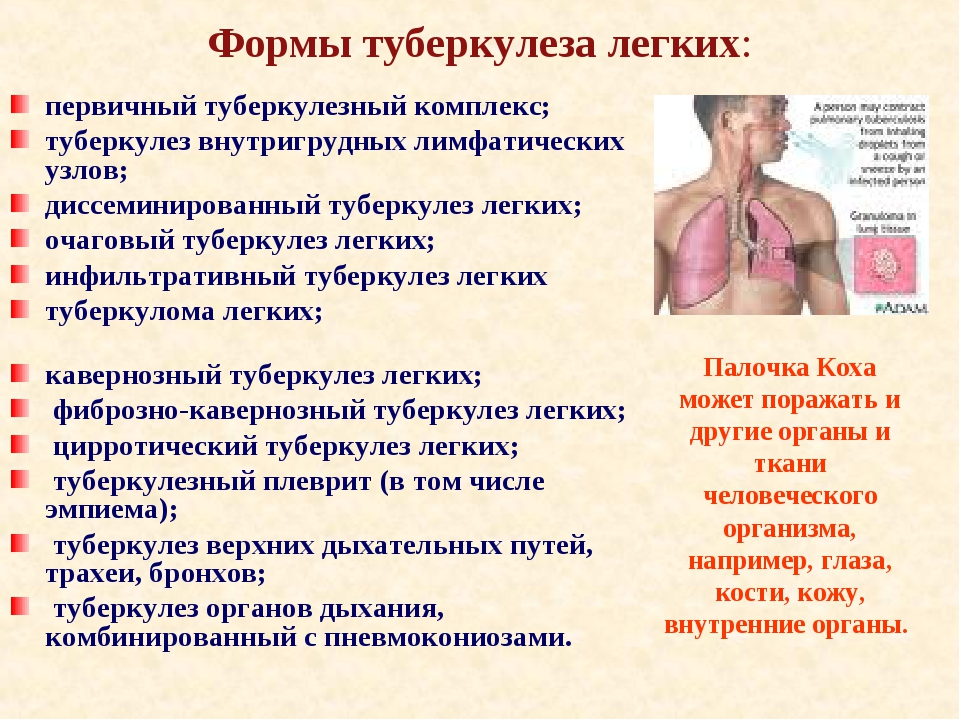 Формы туберкулеза легких:
первичный туберкулезный комплекс;
туберкулез внутригрудных лимфатических
узлов;
диссеминированный туберкулез легких;
очаговый туберкулез легких;
инфильтративный туберкулез легких
туберкулома легких;
кавернозный туберкулез легких;
фиброзно-кавернозный туберкулез легких;
цирротический туберкулез легких;
туберкулезный плеврит (в том числе
эмпиема);
туберкулез верхних дыхательных путей,
трахеи, бронхов;
туберкулез органов дыхания,
комбинированный с пневмокониозами.
A person may contract
pulmonary tuberculosis
from inhaling
droplets from
a cough or
sneeze by an
infected person
Granuloma in
lung tissue
ADAM
Палочка Коха
может поражать и
другие органы и
ткани
человеческого
организма,
например, глаза,
кости, кожу,
внутренние органы.